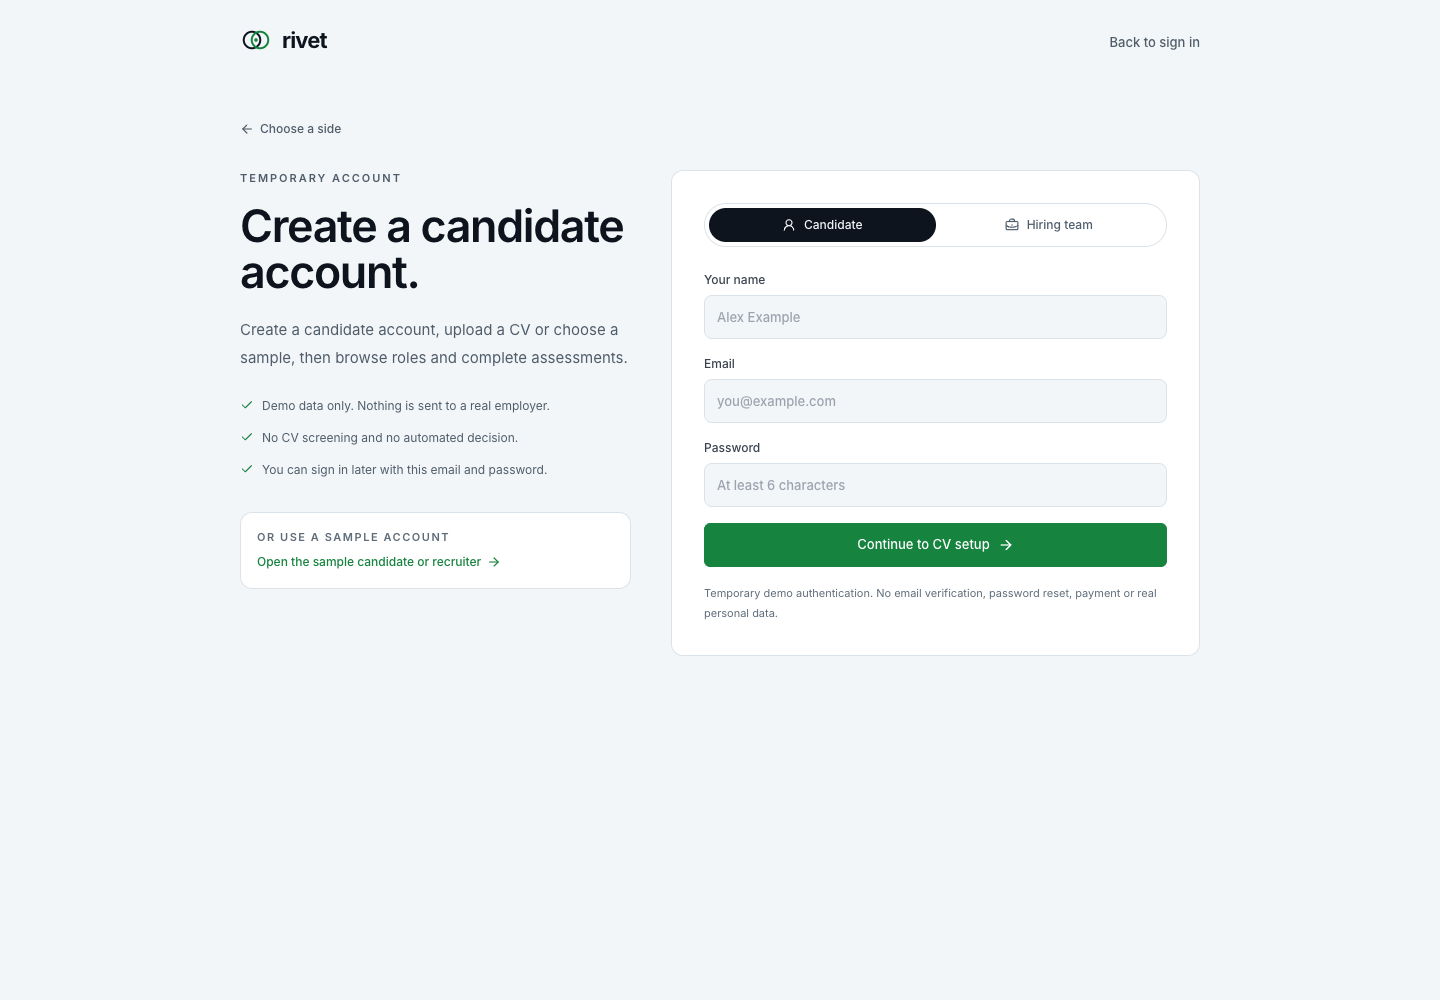 rivet
Back to sign in
Choose a side
TEMPORARY ACCOUNT
Create a candidate
account.
Create a candidate account, upload a CV or choose a
sample, then browse roles and complete assessments.
Demo data only. Nothing is sent to a real employer.
No CV screening and no automated decision.
You can sign in later with this email and password.
OR USE A SAMPLE ACCOUNT
Open the sample candidate or recruiter
Candidate
Hiring team
Your name
Alex Example
Email
you@example.com
Password
At least 6 characters
Continue to CV setup
Temporary demo authentication. No email verification, password reset, payment or real
personal data.